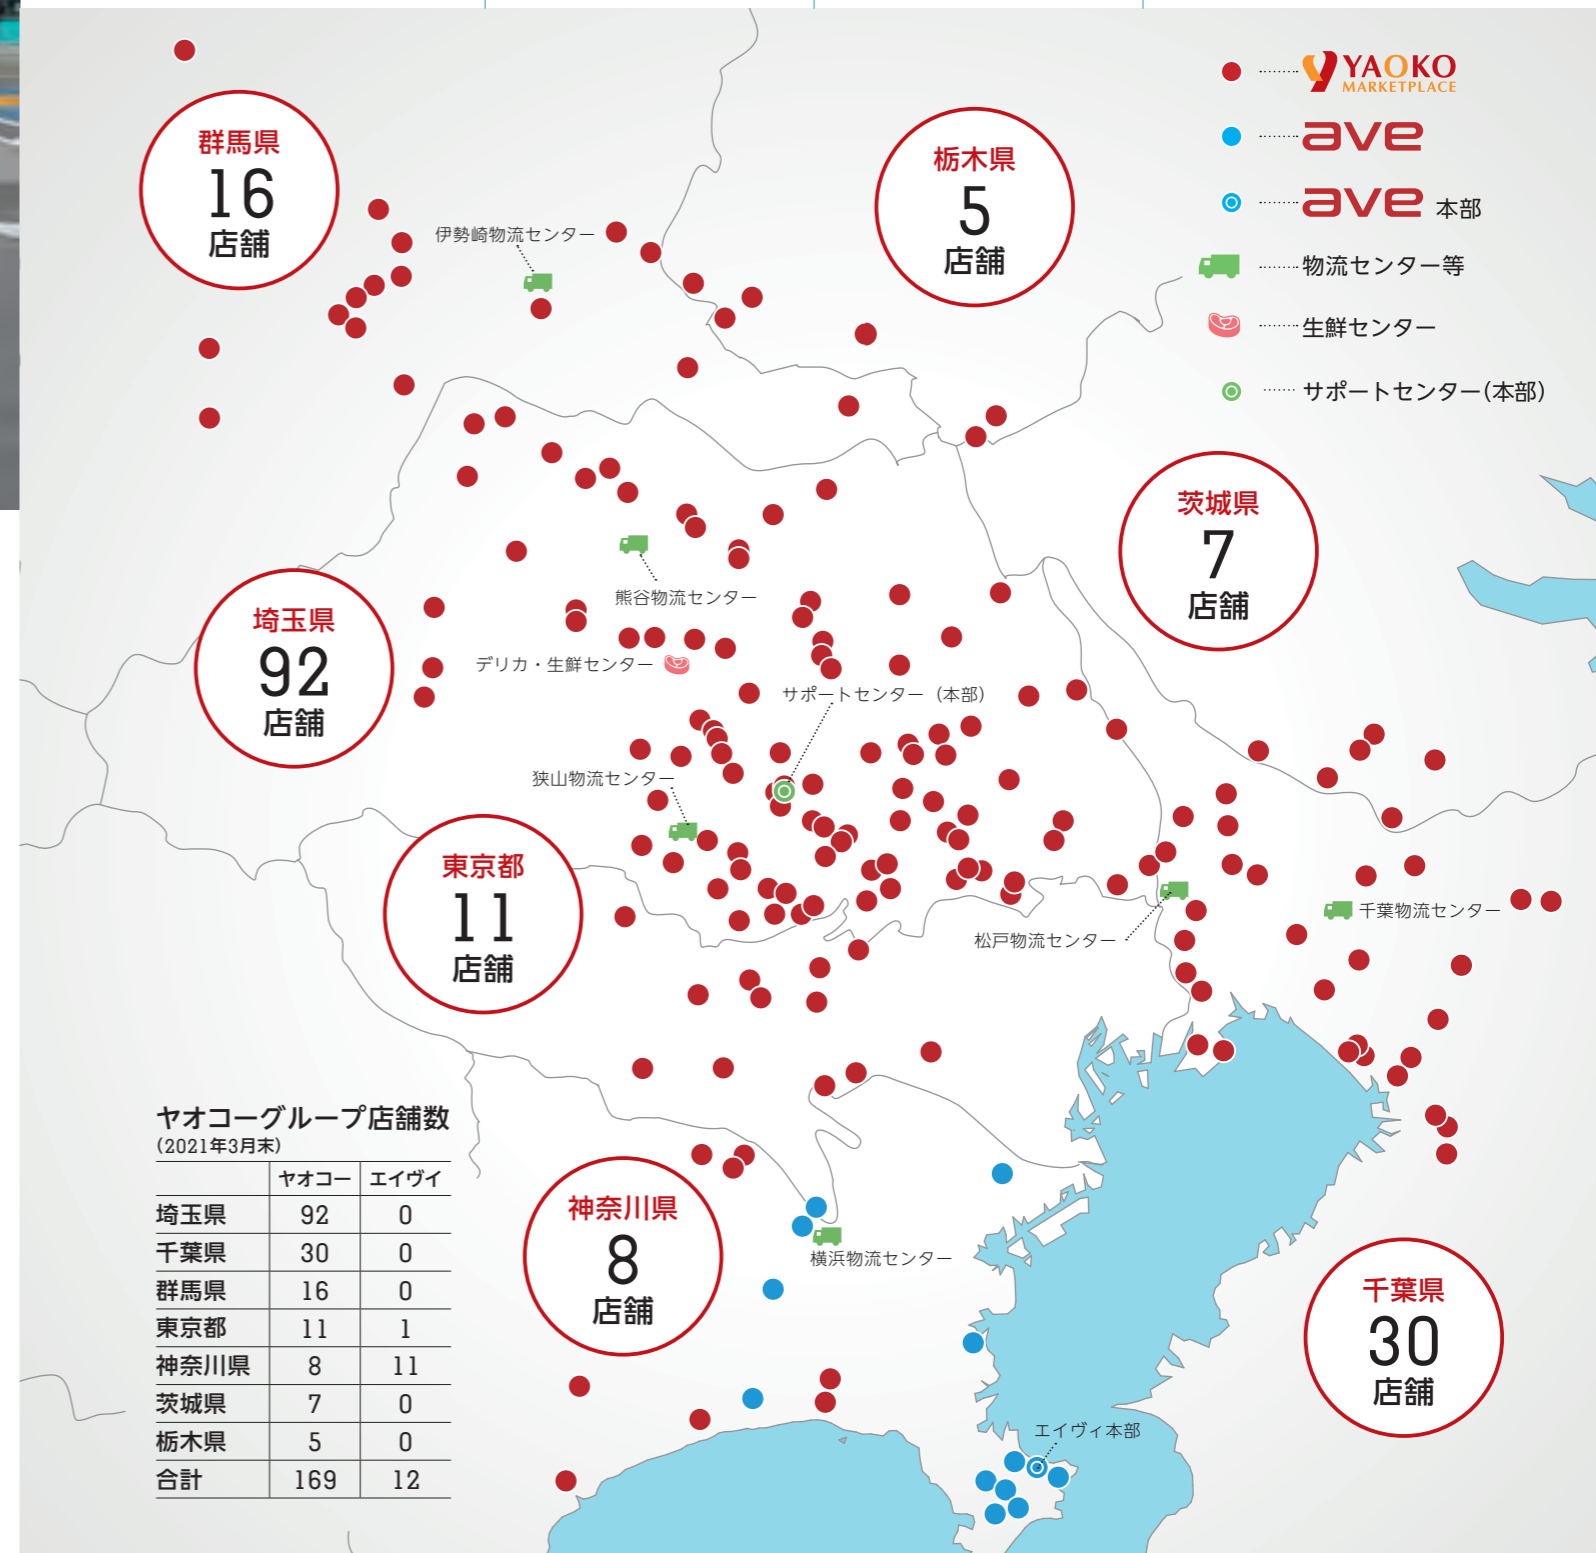 YAOKO
MARKETPLACE
ave
ave 本部
物流センター等
生鮮センター
サポートセンター(本部)
群馬県
16
店舗
栃木県
5
店舗
伊勢崎物流センター
茨城県
7
店舗
熊谷物流センター
埼玉県
92
店舗
デリカ・生鮮センター
サポートセンター(本部)
狭山物流センター
東京都
11
店舗
千葉物流センター
松戸物流センター
神奈川県
8
店舗
横浜物流センター
千葉県
30
店舗
エイヴィ本部
ヤオコーグループ店舗数
(2021年3月末)
ヤオコー エイヴィ
埼玉県 92 0
千葉県 30 0
群馬県 16 0
東京都 11 1
神奈川県 8 11
茨城県 7 0
栃木県 5 0
合計 169 12